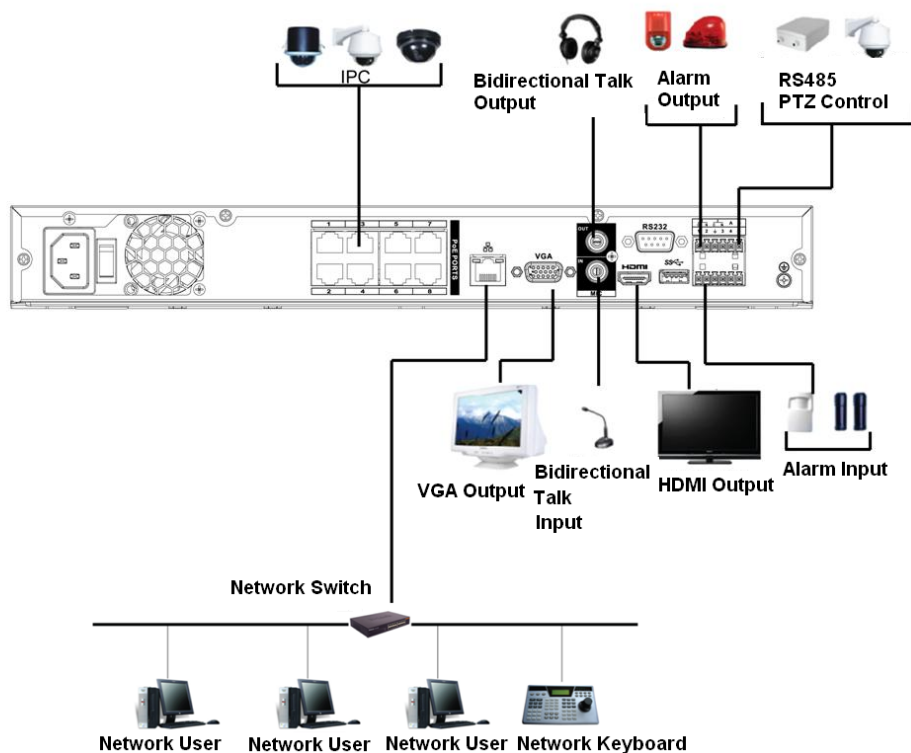 IPC
Bidirectional Talk
Output
Alarm
Output
RS485
PTZ Control
1 3 5 7
PoE PORTS
2 4 6 8
VGA
OUT
IN
MIC
RS232
HDMI
SS
A
VGA Output
Bidirectional
Talk
Input
HDMI Output
Alarm Input
Network Switch
Network User
Network User
Network User
Network Keyboard